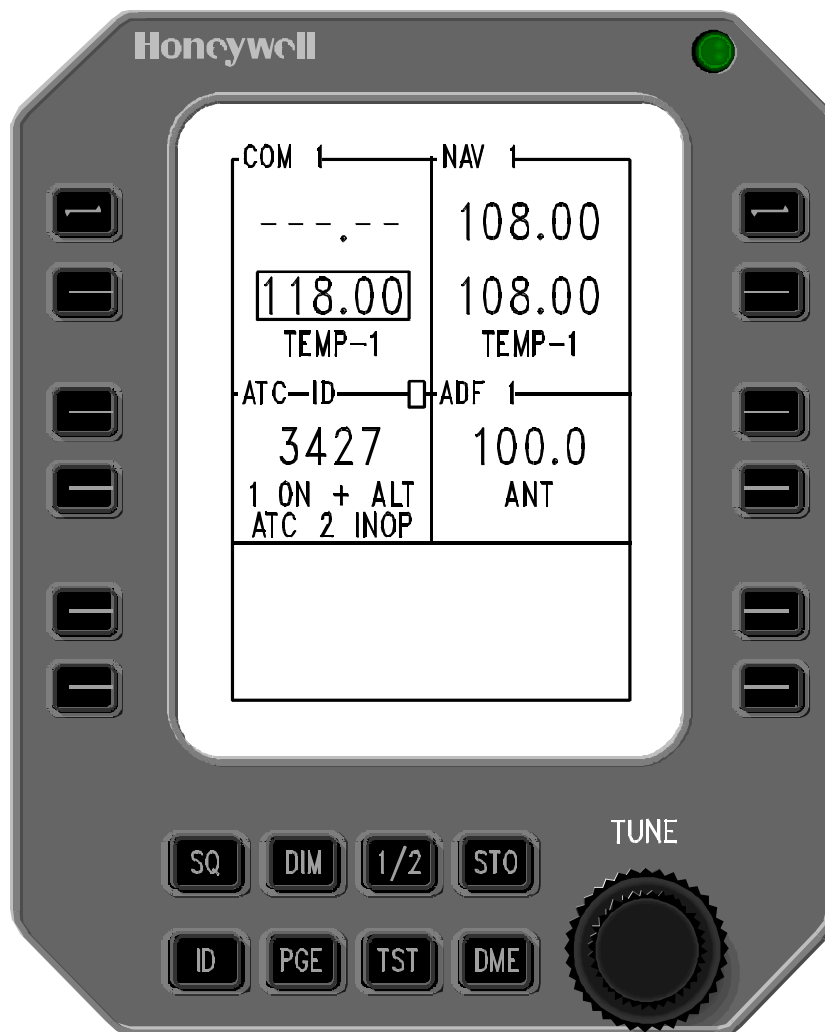 Honeywell
COM 1
NAV 1
---.--
108.00
118.00
108.00
TEMP-1
TEMP-1
ATC-ID
ADF 1
3427
100.0
1 ON + ALT
ANT
ATC 2 INOP
TUNE
SQ
DIM
1/2
STO
ID
PGE
TST
DME